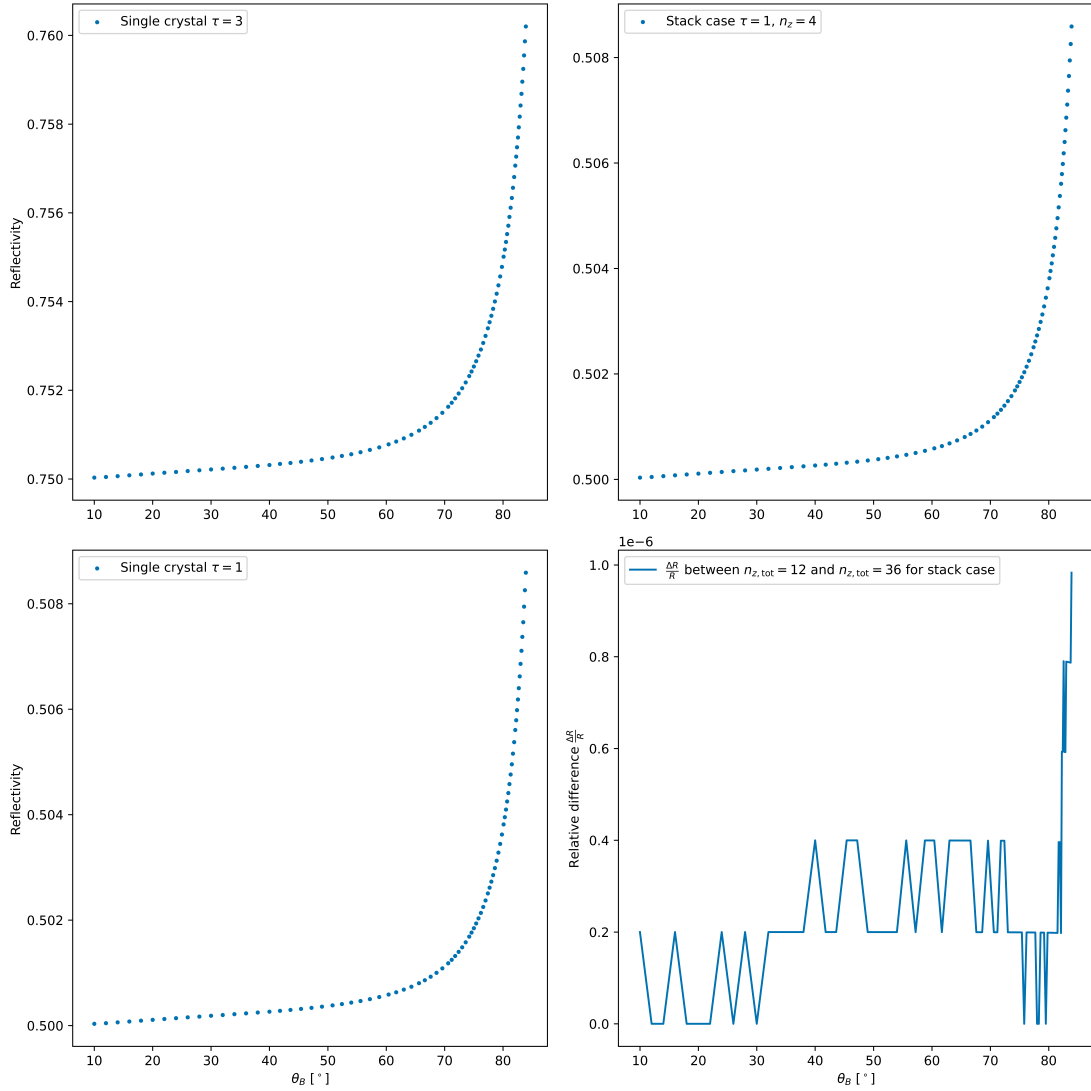 Single crystal τ = 3
0.760
0.758
0.756
0.754
0.752
0.750
Reflectivity
10 20 30 40 50 60 70 80
Stack case τ = 1, n_z = 4
0.508
0.506
0.504
0.502
0.500
10 20 30 40 50 60 70 80
Single crystal τ = 1
0.508
0.506
0.504
0.502
0.500
Reflectivity
10 20 30 40 50 60 70 80
θ_B [°]
1e−6
ΔR/R between n_z,tot = 12 and n_z,tot = 36 for stack case
1.0
0.8
0.6
0.4
0.2
0.0
Relative difference ΔR/R
10 20 30 40 50 60 70 80
θ_B [°]